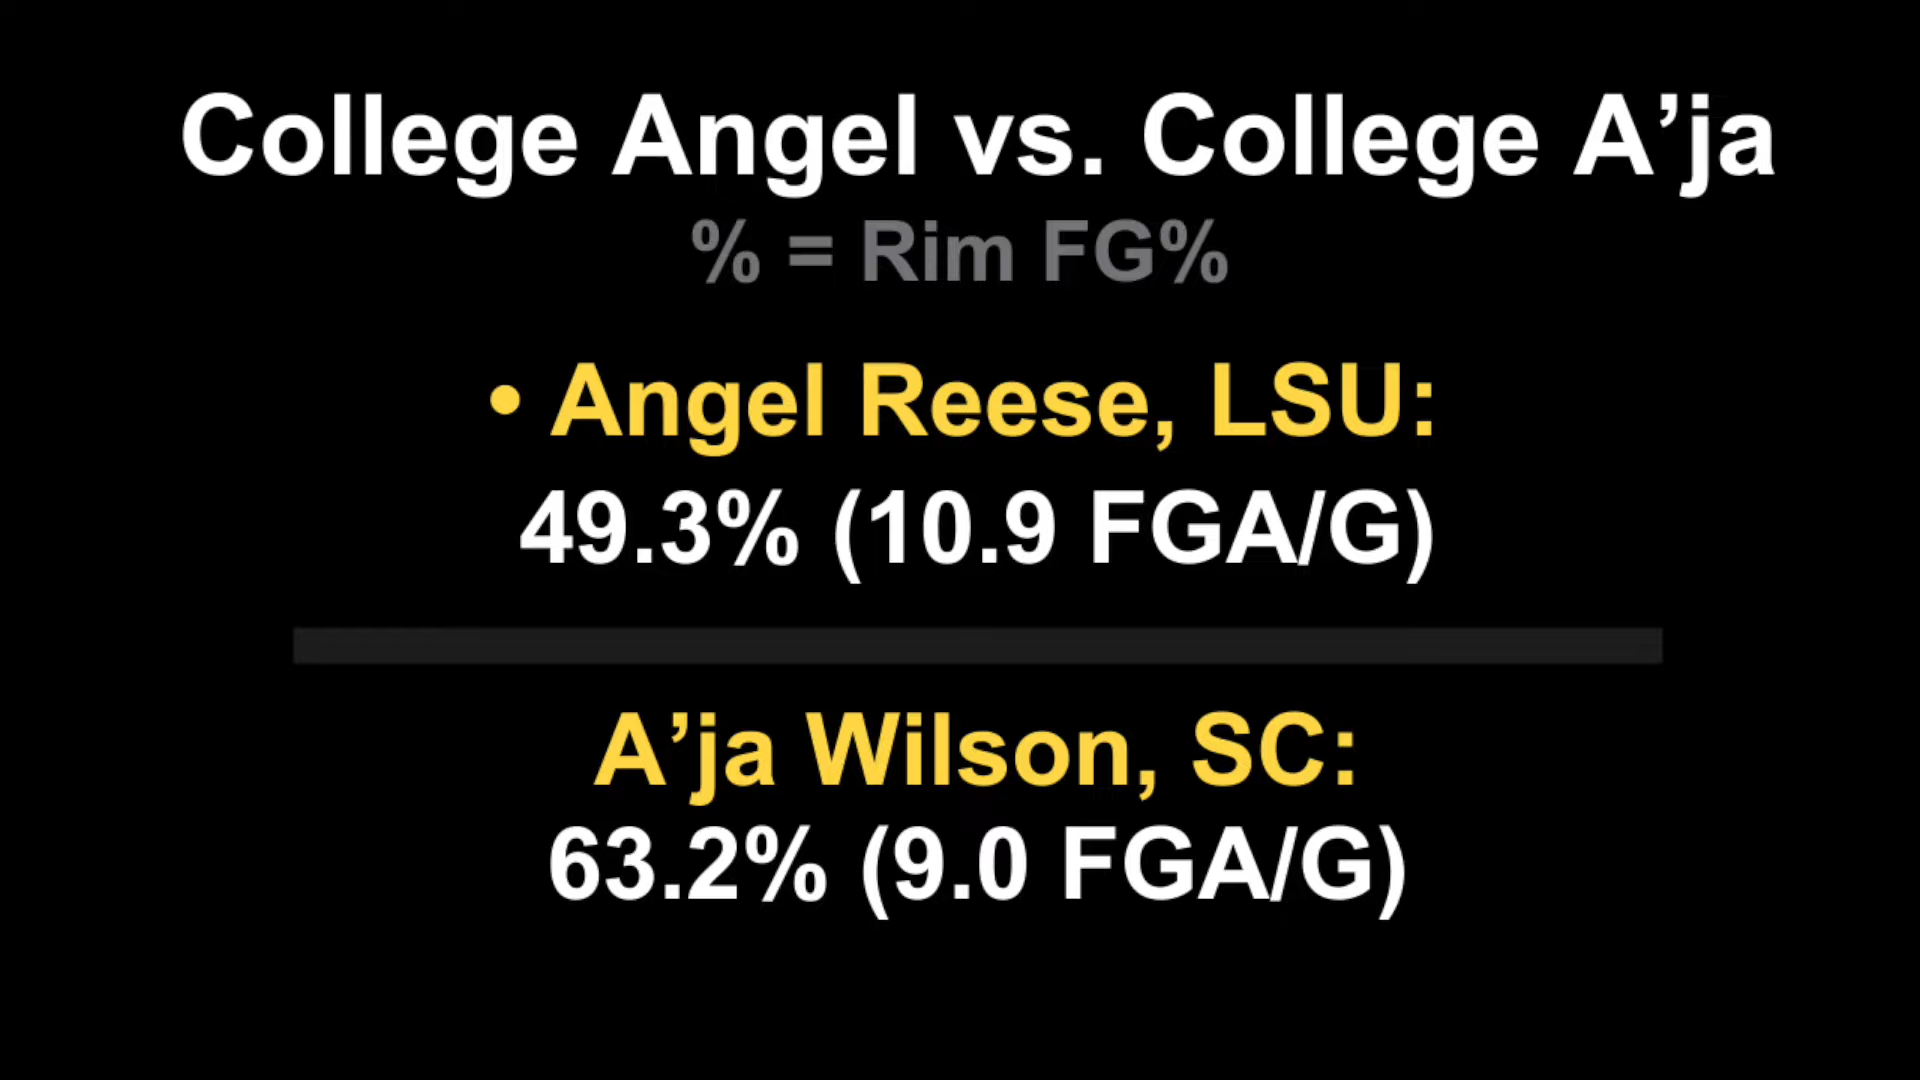 College Angel vs. College A’ja
% = Rim FG%
• Angel Reese, LSU:
49.3% (10.9 FGA/G)
A’ja Wilson, SC:
63.2% (9.0 FGA/G)